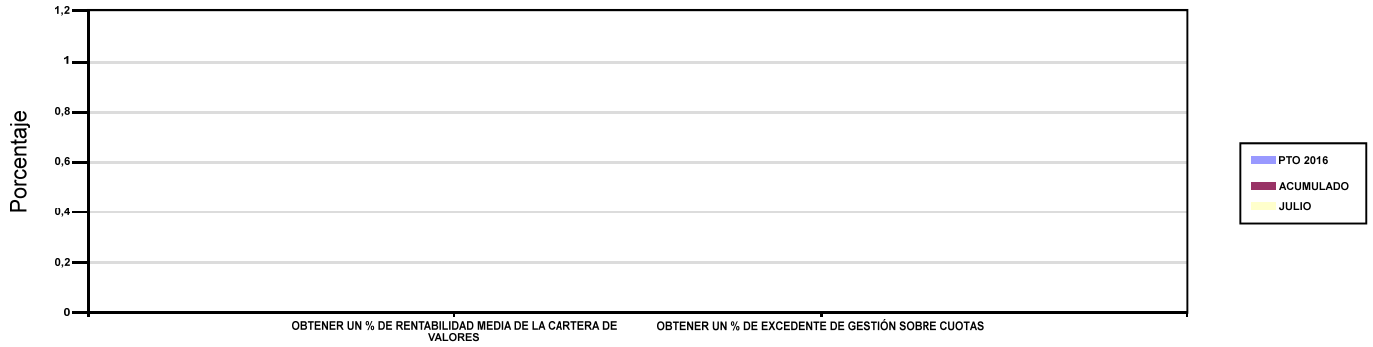 1,2
1
0,8
0,6
0,4
0,2
0
Porcentaje
OBTENER UN % DE RENTABILIDAD MEDIA DE LA CARTERA DE
VALORES
OBTENER UN % DE EXCEDENTE DE GESTIÓN SOBRE CUOTAS
PTO 2016
ACUMULADO
JULIO